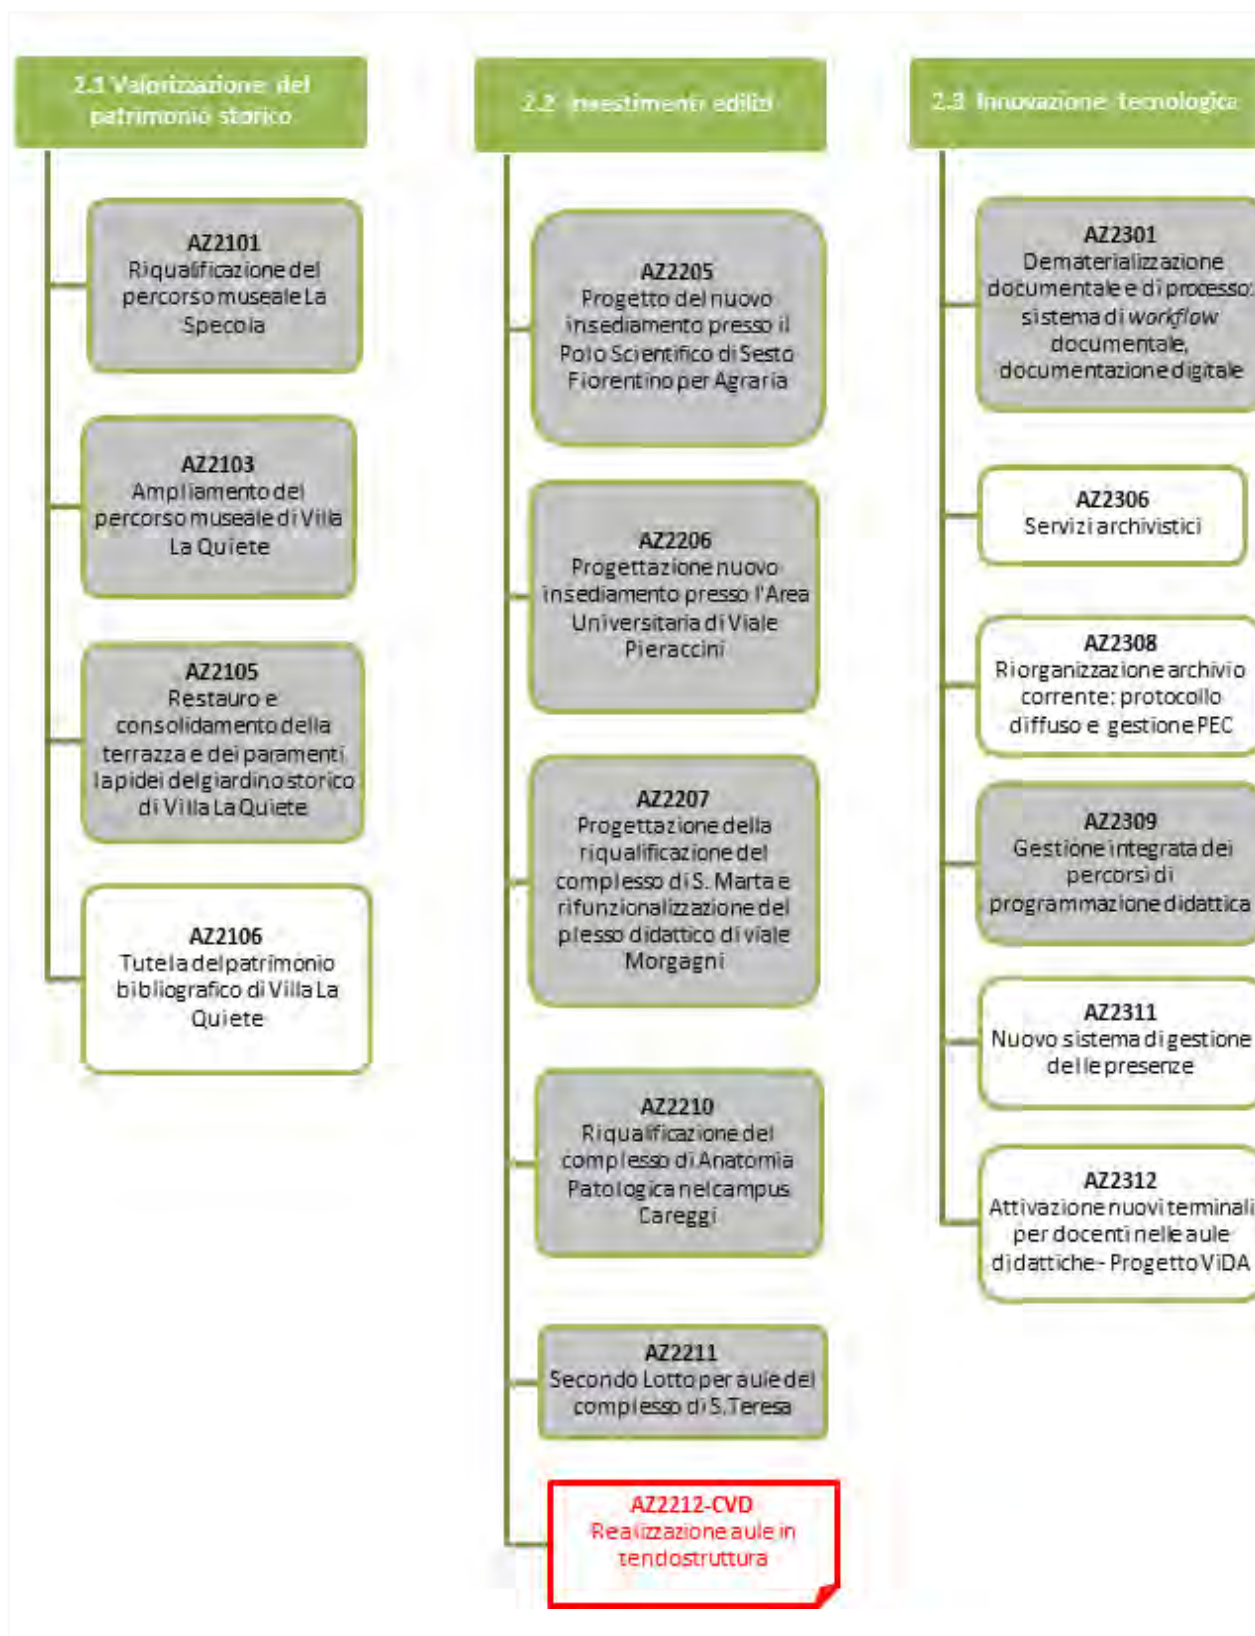 2.1 Valorizzazione del
patrimonio storico
AZ2101
Riqualificazione del
percorso museale La
Specola
AZ2103
Ampliamento del
percorso museale di Villa
La Quiete
AZ2105
Restauro e
consolidamento della
terrazza e dei paramenti
lapidei del giardino storico
di Villa La Quiete
AZ2106
Tutela del patrimonio
bibliografico di Villa La
Quiete
2.2 Investimenti edilizi
AZ2205
Progetto del nuovo
insediamento presso il
Polo Scientifico di Sesto
Fiorentino per Agraria
AZ2206
Progettazione nuovo
insediamento presso l'Area
Universitaria di Viale
Pieraccini
AZ2207
Progettazione della
riqualificazione del
complesso di S. Marta e
rifunzionalizzazione del
plesso didattico di viale
Morgagni
AZ2210
Riqualificazione del
complesso di Anatomia
Patologica nel campus
Careggi
AZ2211
Secondo Lotto per aule del
complesso di S.Teresa
AZ2212-CVD
Realizzazione aule in
tendostruttura
2.3 Innovazione tecnologica
AZ2301
Dematerializzazione
documentale e di processo:
sistema di workflow
documentale,
documentazione digitale
AZ2306
Servizi archivistici
AZ2308
Riorganizzazione archivio
corrente: protocollo
diffuso e gestione PEC
AZ2309
Gestione integrata dei
percorsi di
programmazione didattica
AZ2311
Nuovo sistema di gestione
delle presenze
AZ2312
Attivazione nuovi terminali
per docenti nelle aule
didattiche- Progetto ViDA